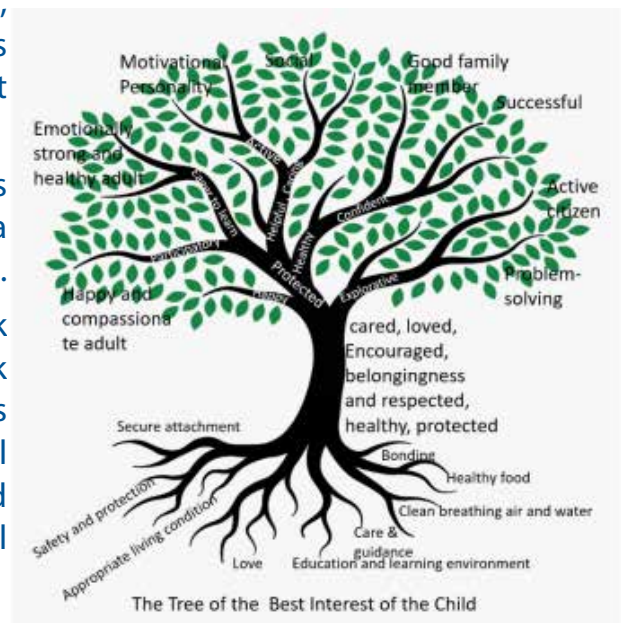 ,
s
t
s
a
.
k
k
s
l
d
l
Motivational
Personality
Social
Good family
member
Successful
Emotionally
strong and
healthy adult
Active
citizen
Problem-
solving
Happy and
compassiona
te adult
Active
Eager to learn
Helpful
Caring
Confident
Healthy
Participatory
Protected
Happy
Explorative
cared, loved,
Encouraged,
belongingness
and respected,
healthy, protected
Secure attachment
Bonding
Healthy food
Safety and protection
Clean breathing air and water
Appropriate living condition
Care &
guidance
Love
Education and learning environment
The Tree of the Best Interest of the Child